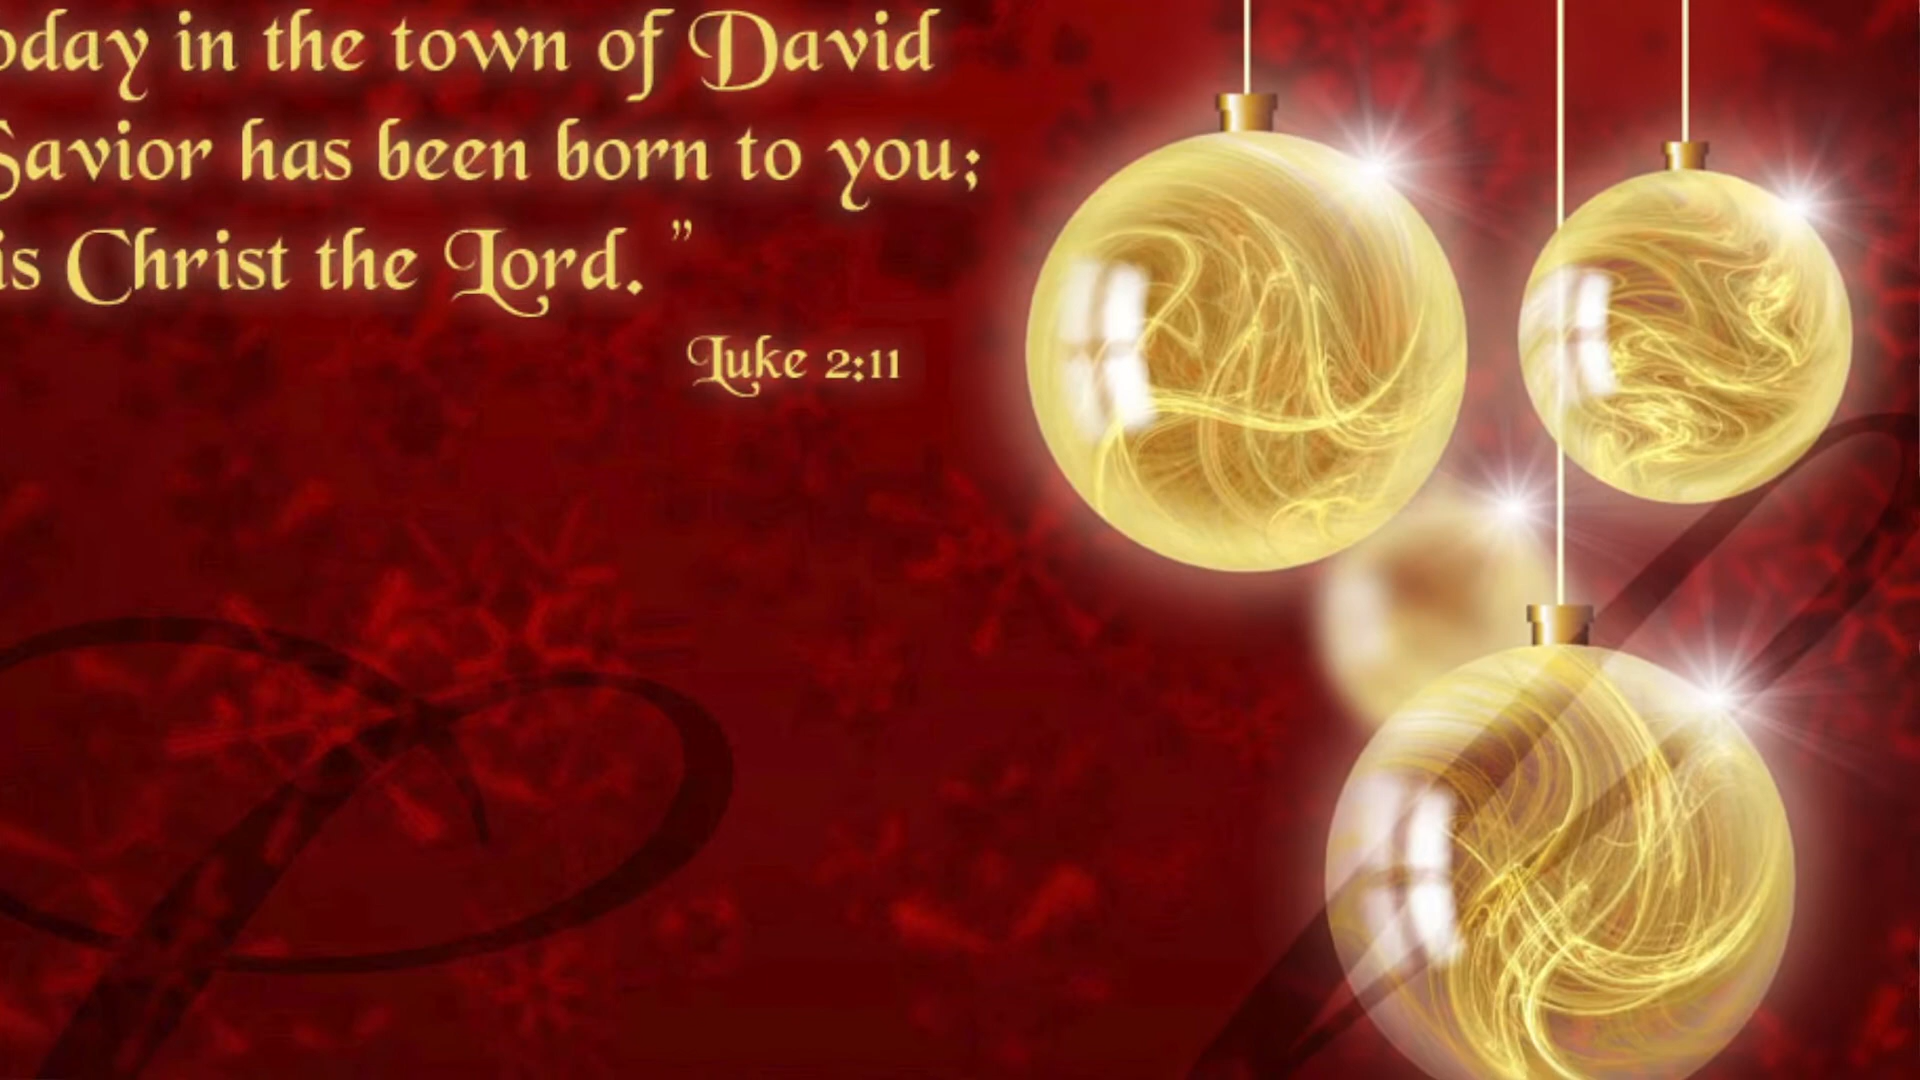 oday in the town of David
Savior has been born to you;
is Christ the Lord. ”
Luke 2:11